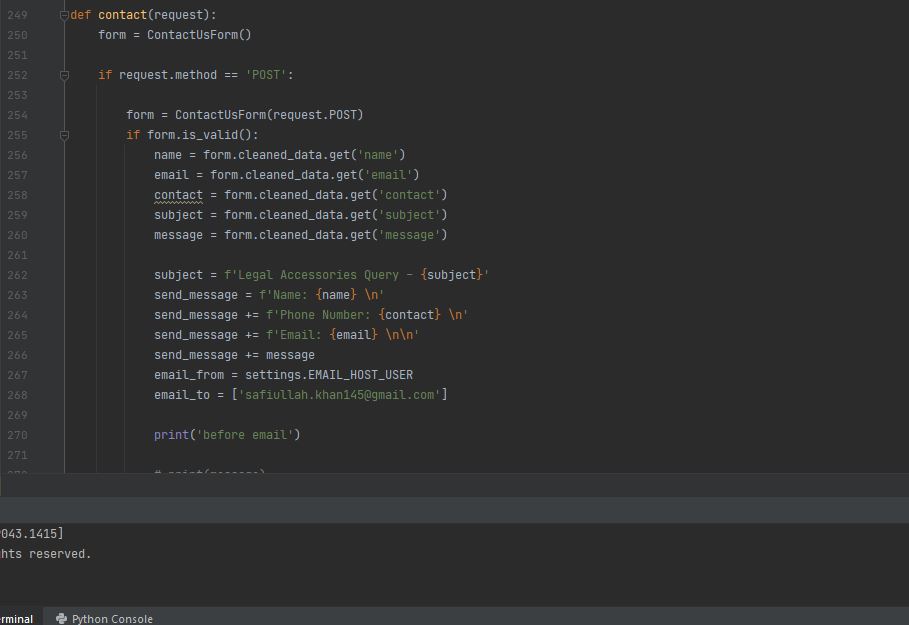 249 def contact(request):
250 form = ContactUsForm()
251
252 if request.method == 'POST':
253
254 form = ContactUsForm(request.POST)
255 if form.is_valid():
256 name = form.cleaned_data.get('name')
257 email = form.cleaned_data.get('email')
258 contact = form.cleaned_data.get('contact')
259 subject = form.cleaned_data.get('subject')
260 message = form.cleaned_data.get('message')
261
262 subject = f'Legal Accessories Query - {subject}'
263 send_message = f'Name: {name} \n'
264 send_message += f'Phone Number: {contact} \n'
265 send_message += f'Email: {email} \n\n'
266 send_message += message
267 email_from = settings.EMAIL_HOST_USER
268 email_to = ['safiullah.khan145@gmail.com']
269
270 print('before email')
271
272 # print(message)
043.1415]
hts reserved.
rminal Python Console